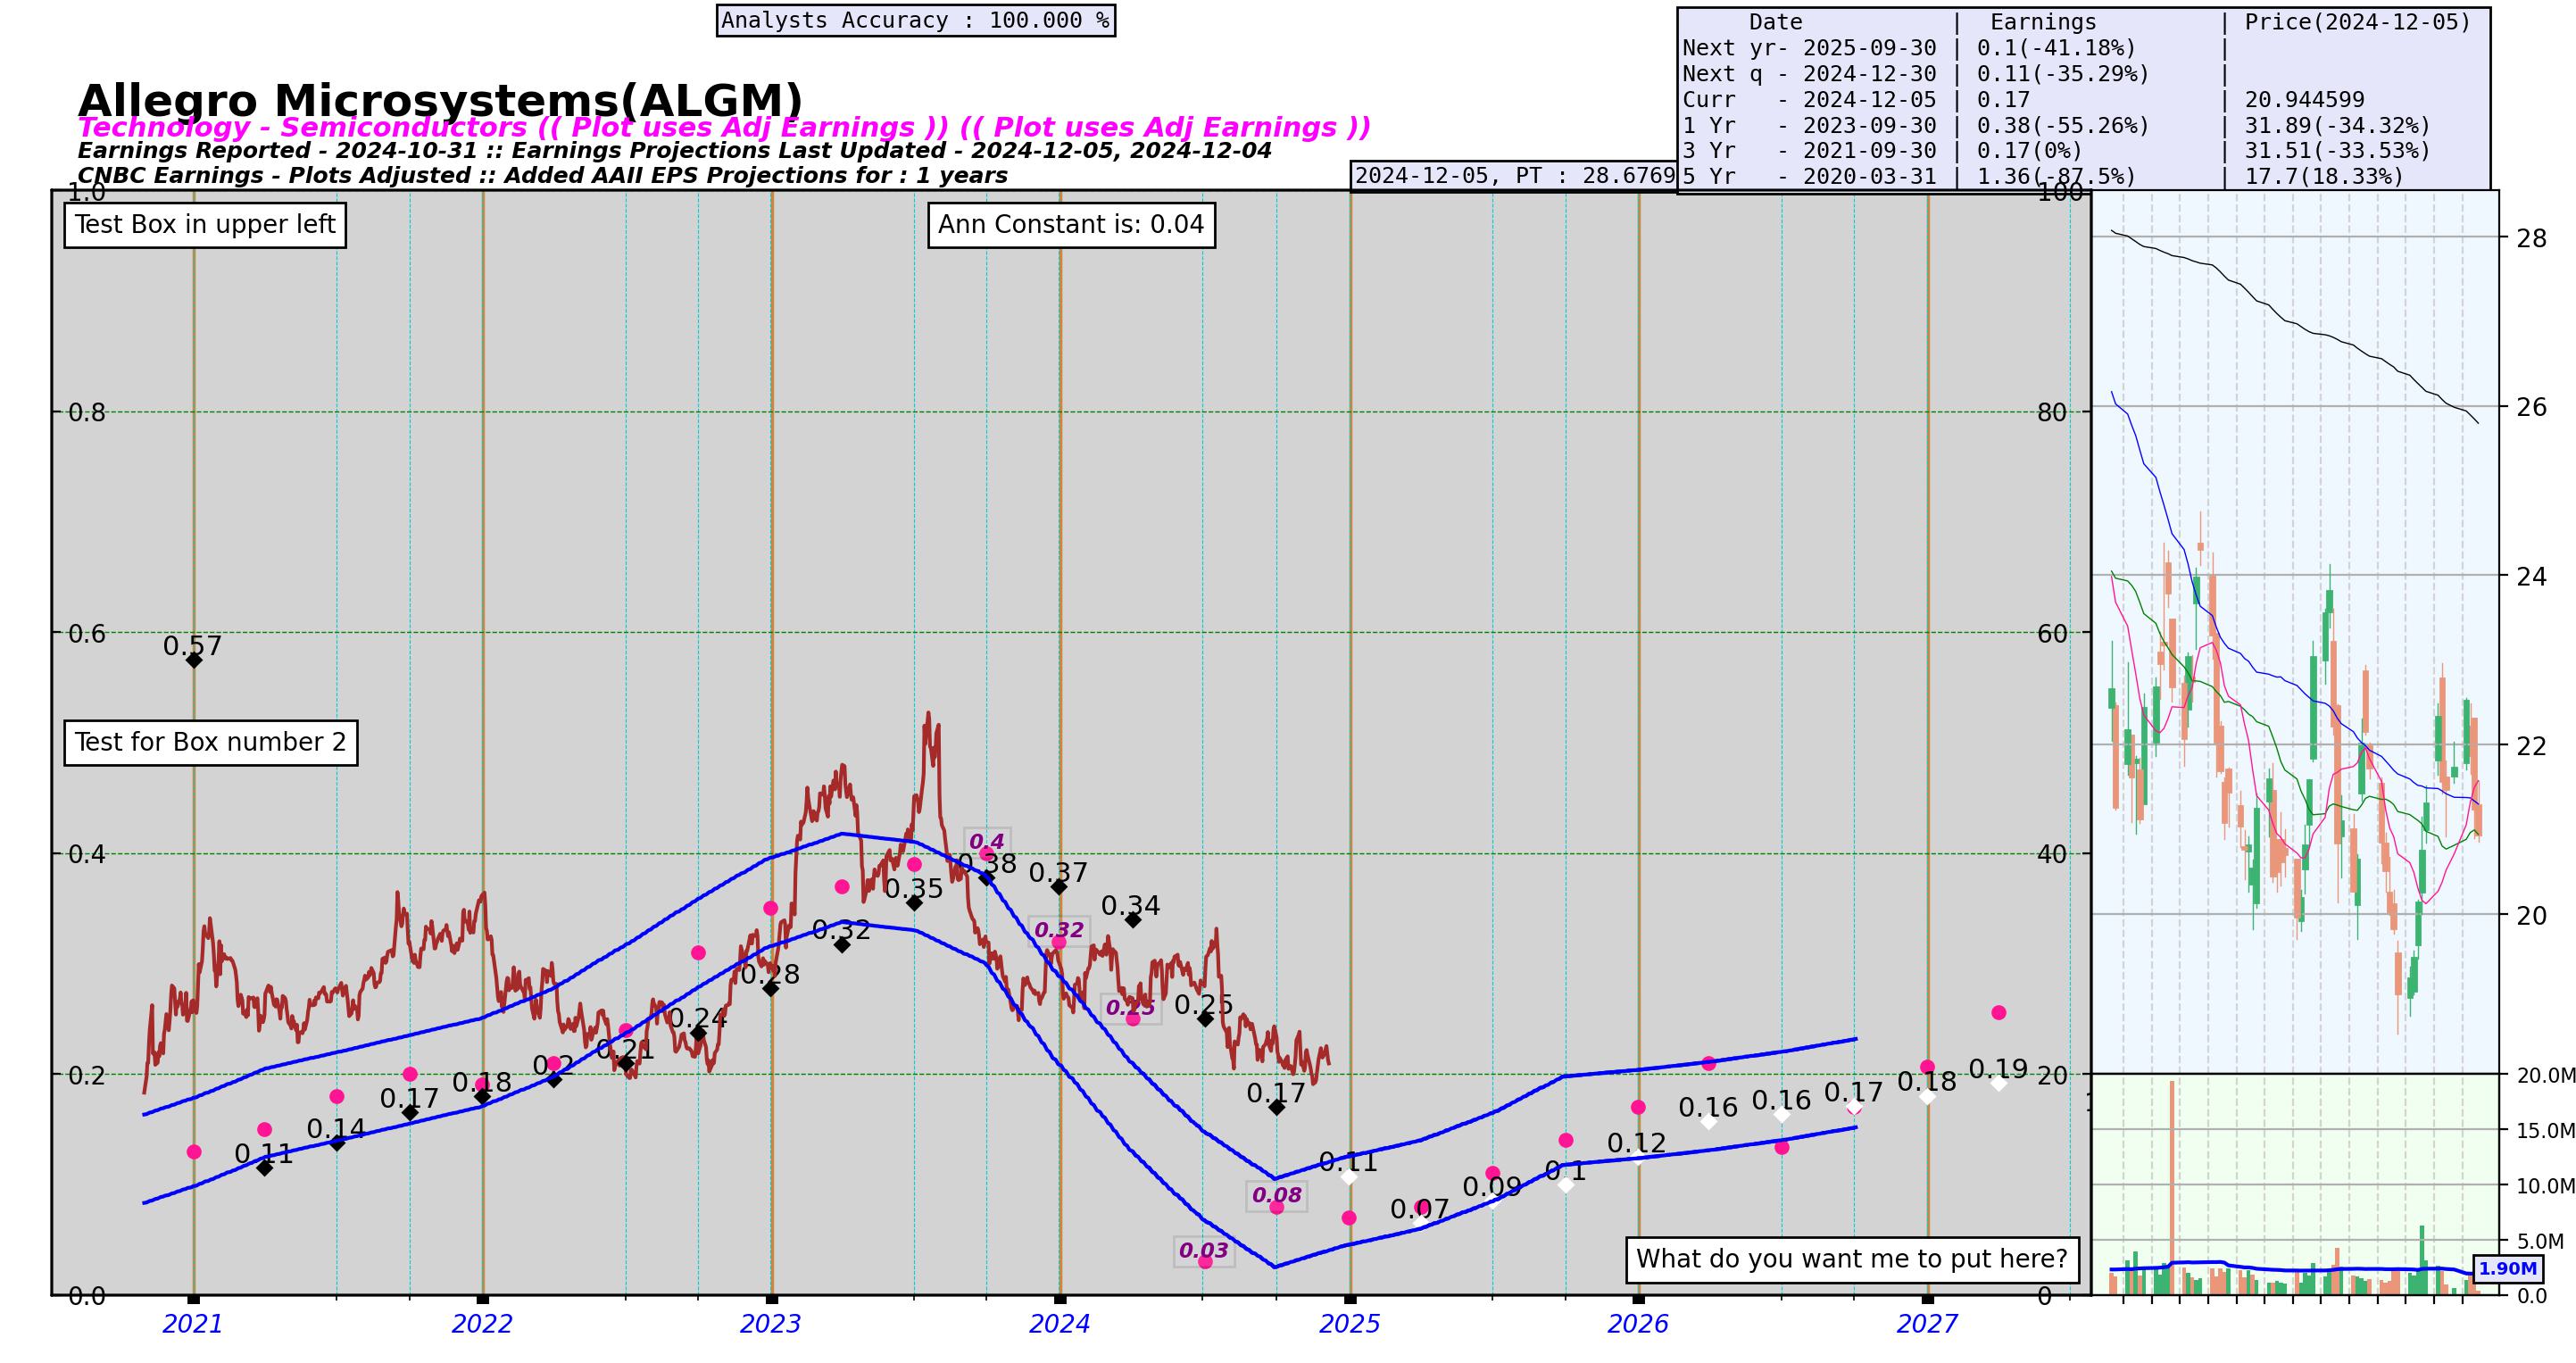 Analysts Accuracy : 100.000 %
Date | Earnings | Price(2024-12-05)
Next yr- 2025-09-30 | 0.1(-41.18%) |
Next q - 2024-12-30 | 0.11(-35.29%) |
Curr - 2024-12-05 | 0.17 | 20.944599
1 Yr - 2023-09-30 | 0.38(-55.26%) | 31.89(-34.32%)
3 Yr - 2021-09-30 | 0.17(0%) | 31.51(-33.53%)
5 Yr - 2020-03-31 | 1.36(-87.5%) | 17.7(18.33%)
Allegro Microsystems(ALGM)
Technology - Semiconductors (( Plot uses Adj Earnings )) (( Plot uses Adj Earnings ))
Earnings Reported - 2024-10-31 :: Earnings Projections Last Updated - 2024-12-05, 2024-12-04
CNBC Earnings - Plots Adjusted :: Added AAII EPS Projections for : 1 years
2024-12-05, PT : 28.6769
1.0
100
Test Box in upper left
Ann Constant is: 0.04
28
0.8
80
26
24
0.6
60
0.57
Test for Box number 2
22
0.4
40
20
0.11
0.14
0.17
0.18
0.2
0.21
0.24
0.28
0.32
0.35
0.4
0.38
0.37
0.32
0.34
0.25
0.25
0.03
0.17
0.08
0.11
0.07
0.09
0.1
0.12
0.16
0.16
0.17
0.18
0.19
0.2
20
20.0M
15.0M
10.0M
5.0M
1.90M
0.0
What do you want me to put here?
0.0
0
2021
2022
2023
2024
2025
2026
2027